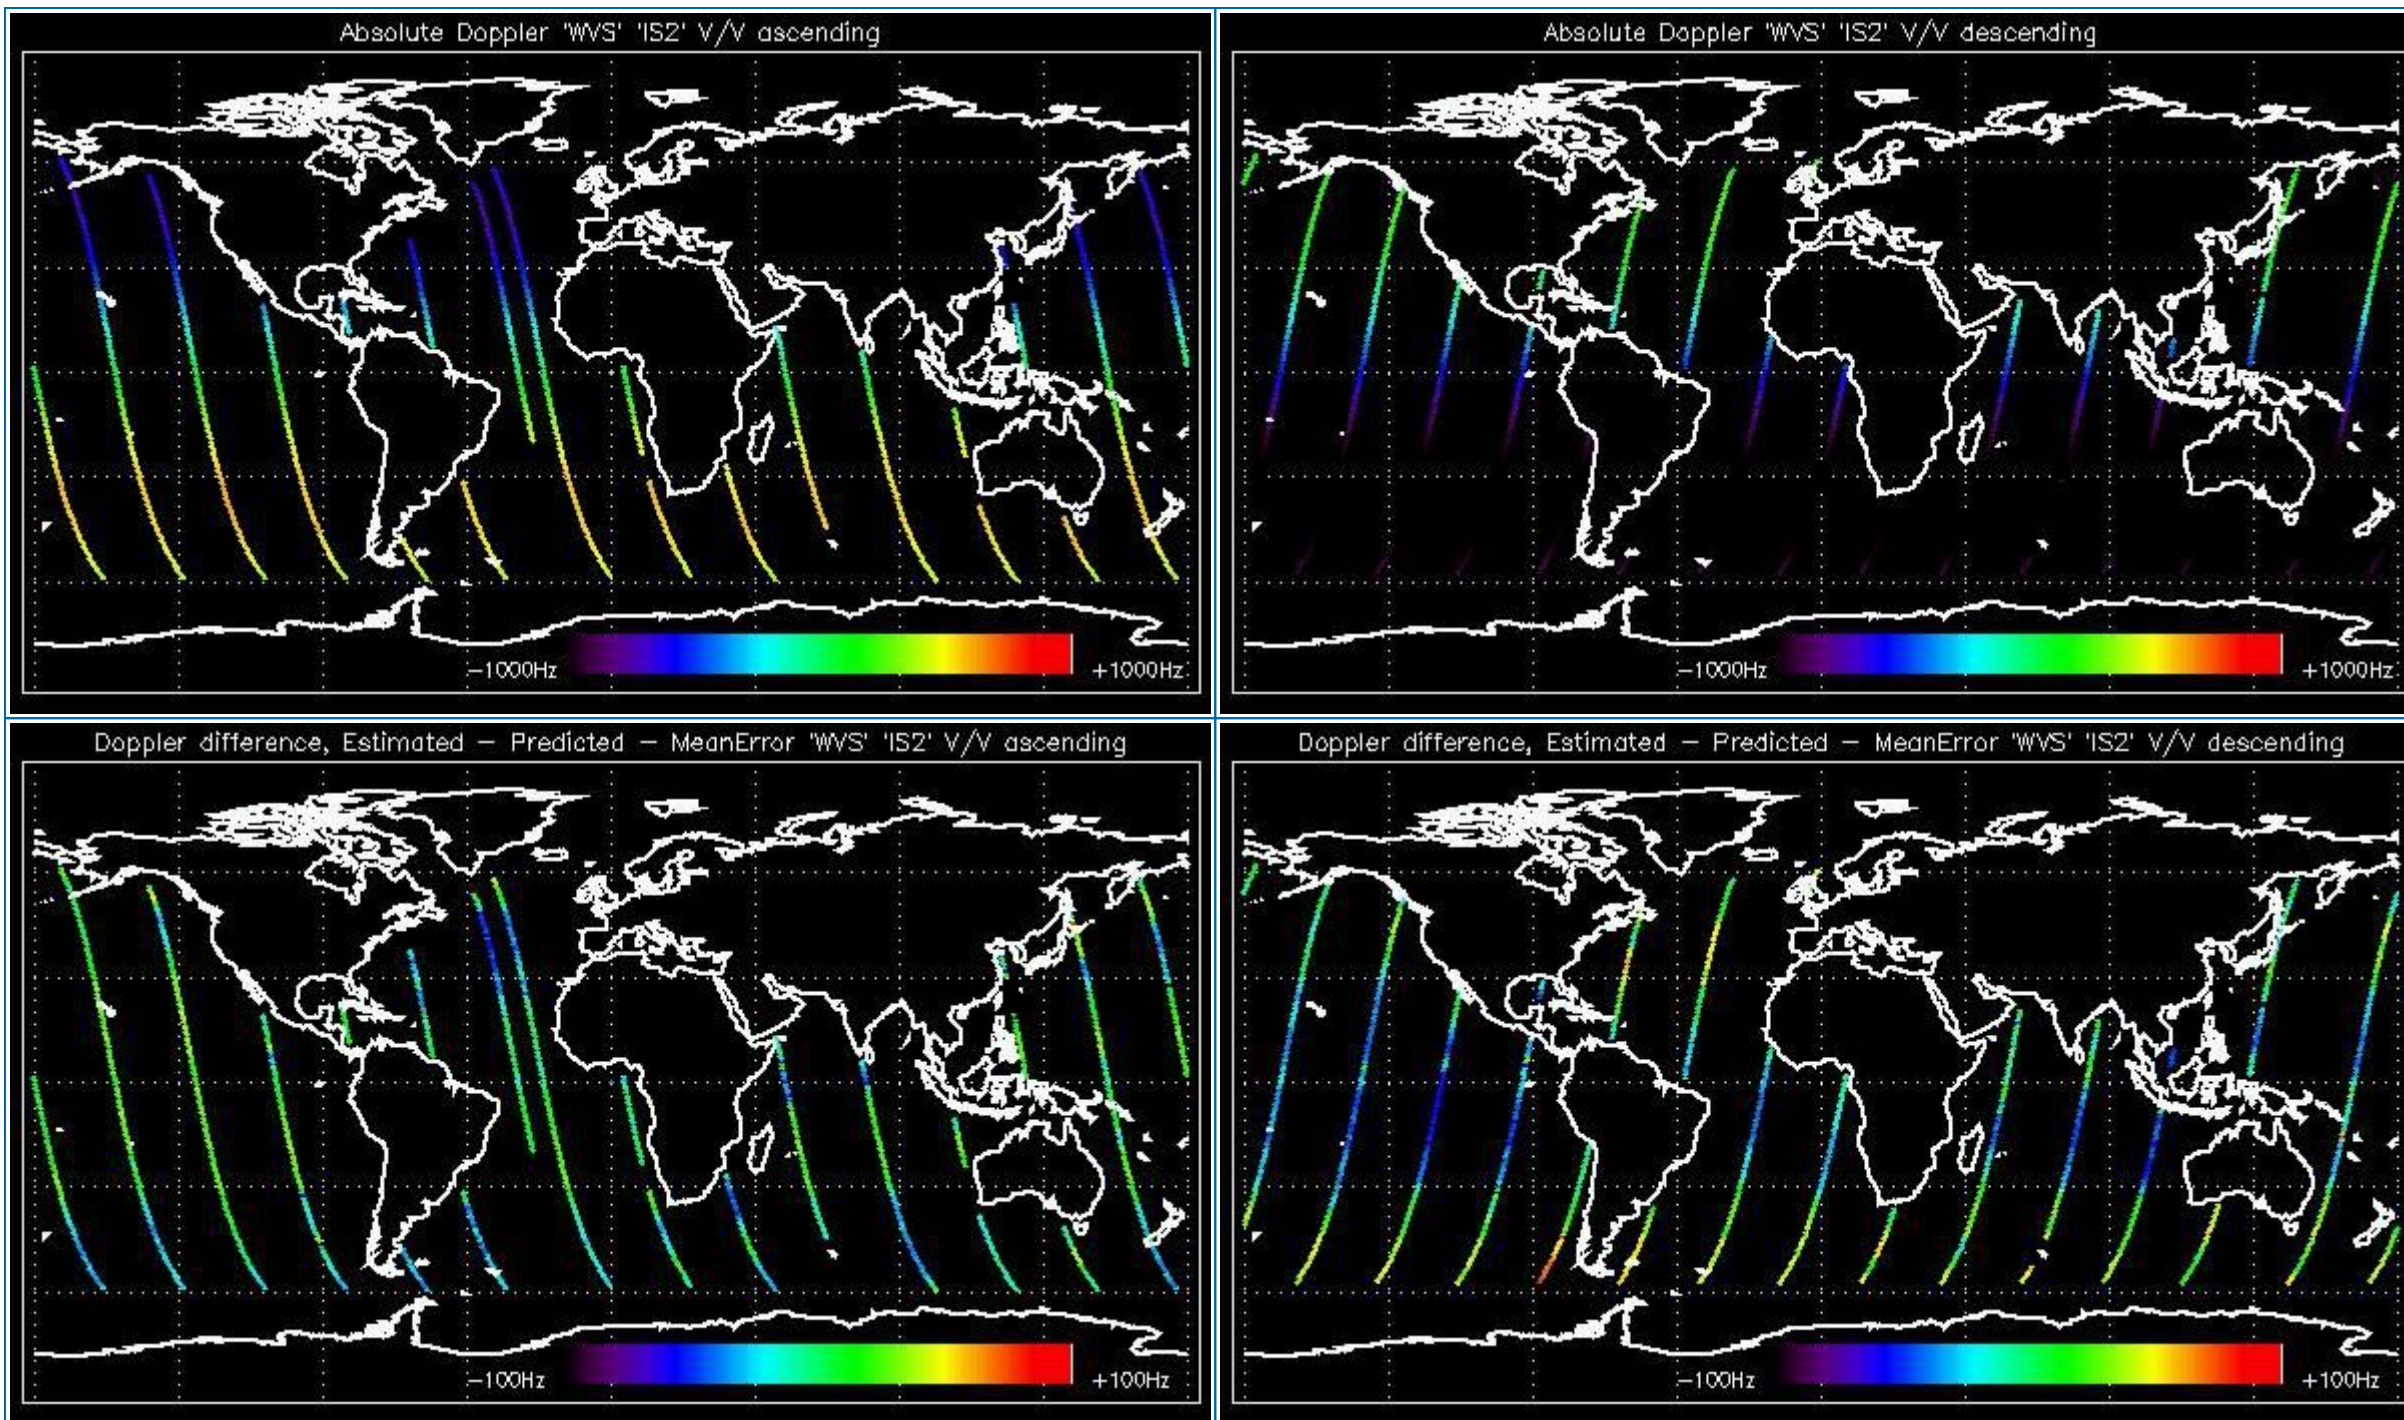 Absolute Doppler 'WVS' 'IS2' V/V ascending
−1000Hz
+1000Hz
Absolute Doppler 'WVS' 'IS2' V/V descending
−1000Hz
+1000Hz
Doppler difference, Estimated − Predicted − MeanError 'WVS' 'IS2' V/V ascending
−100Hz
+100Hz
Doppler difference, Estimated − Predicted − MeanError 'WVS' 'IS2' V/V descending
−100Hz
+100Hz